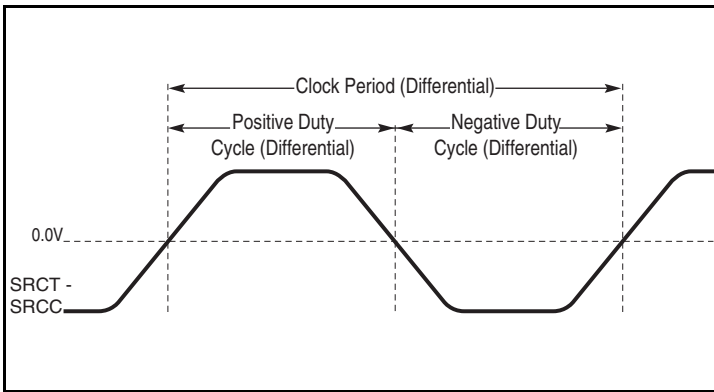 Clock Period (Differential)
Positive Duty
Cycle (Differential)
Negative Duty
Cycle (Differential)
0.0V
SRCT -
SRCC